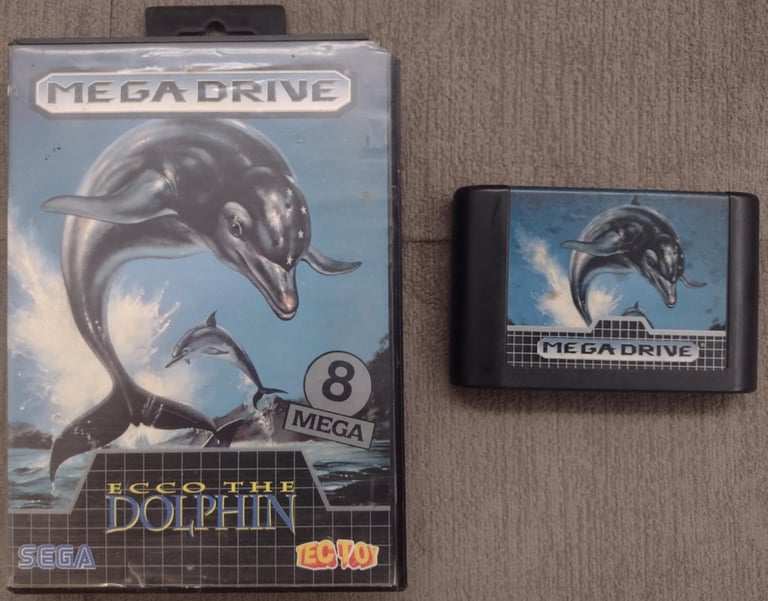 MEGA DRIVE
8
MEGA
ECCO THE
DOLPHIN
SEGA
TEC TOY
MEGA DRIVE